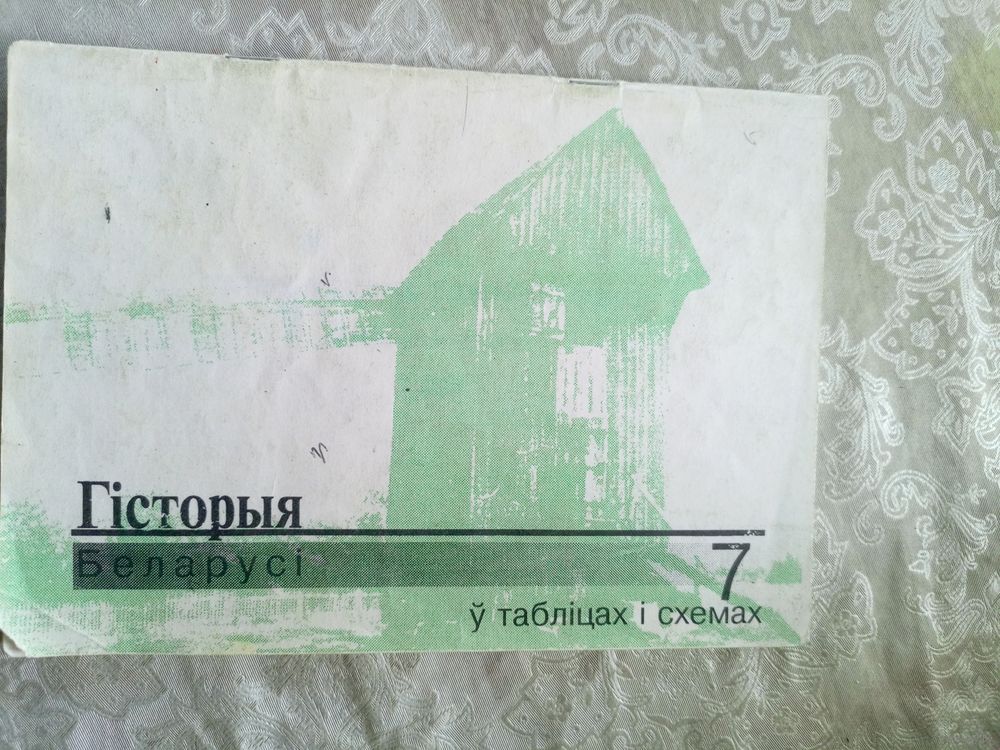 Гісторыя
Беларусі
7
ў табліцах і схемах